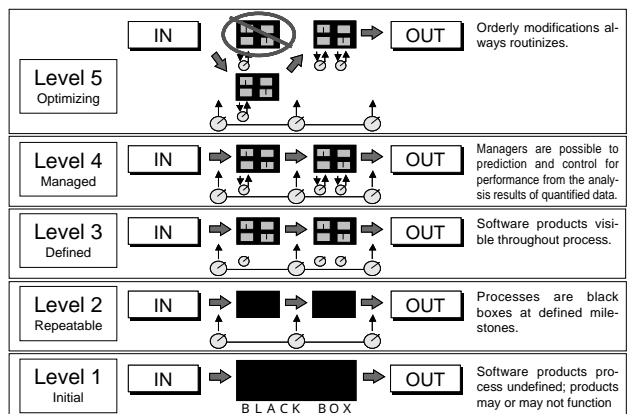 IN
OUT
Orderly modifications al-
ways routinizes.
Level 5
Optimizing
Level 4
Managed
IN
OUT
Managers are possible to
prediction and control for
performance from the analy-
sis results of quantified data.
Level 3
Defined
IN
OUT
Software products visi-
ble throughout process.
Level 2
Repeatable
IN
OUT
Processes are black
boxes at defined mile-
stones.
Level 1
Initial
IN
OUT
BLACK BOX
Software products pro-
cess undefined; products
may or may not function